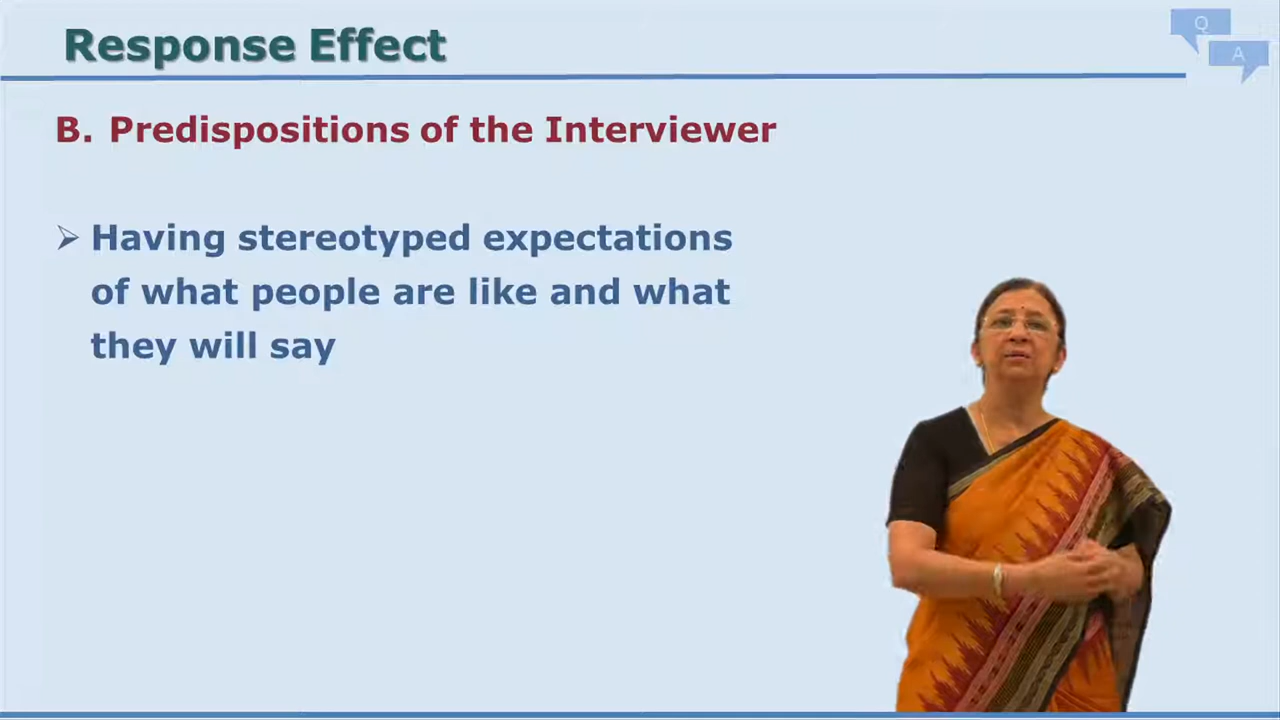 Response Effect
Q
A
B. Predispositions of the Interviewer
➢ Having stereotyped expectations
of what people are like and what
they will say